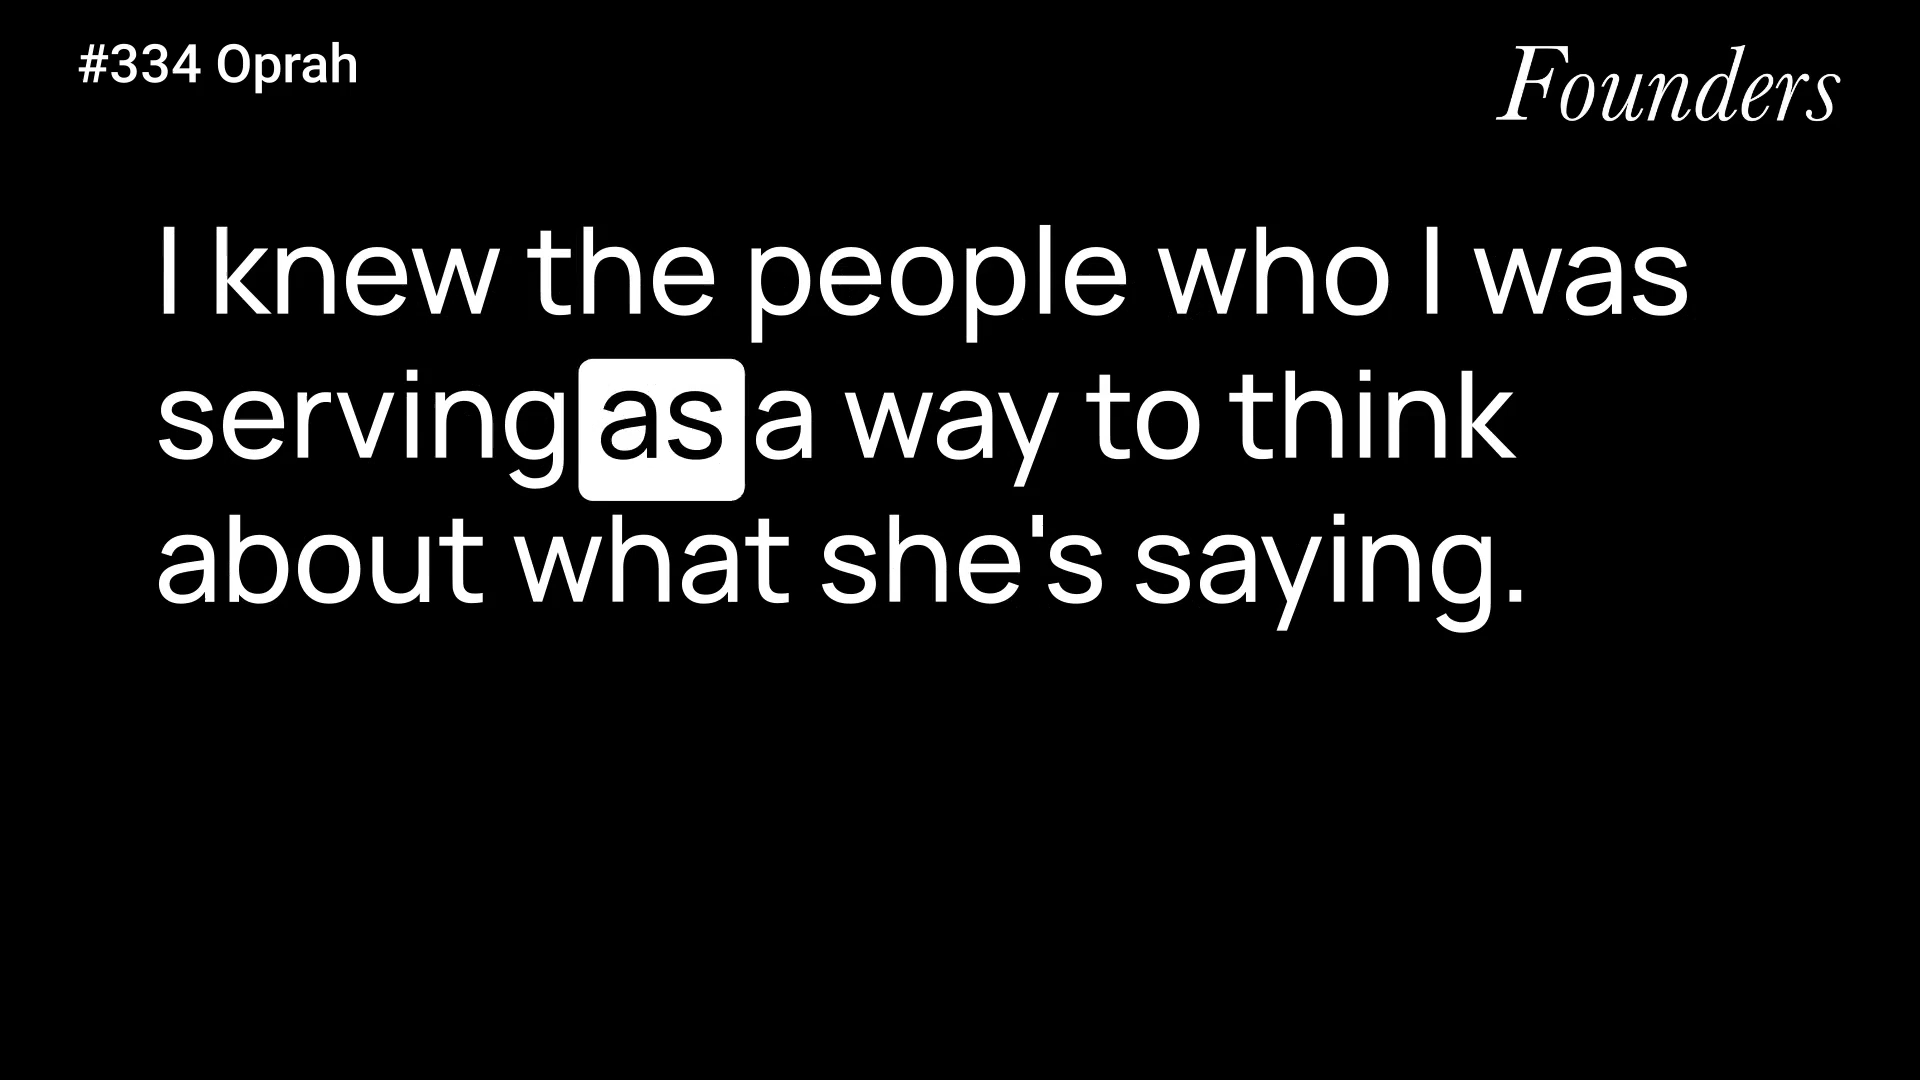 #334 Oprah
Founders
I knew the people who I was
serving as a way to think
about what she's saying.